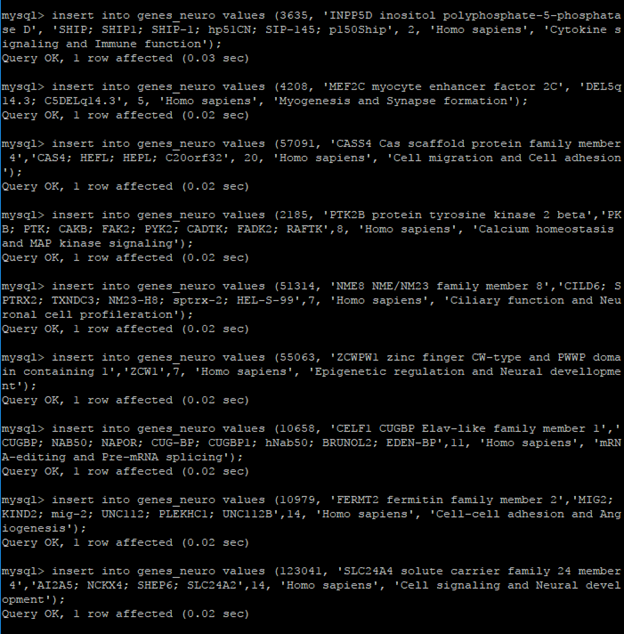 mysql> insert into genes_neuro values (3635, 'INPP5D inositol polyphosphate-5-phosphata
se D', 'SHIP; SHIP1; SHIP-1; hp51CN; SIP-145; p150Ship', 2, 'Homo sapiens', 'Cytokine s
ignaling and Immune function');
Query OK, 1 row affected (0.03 sec)
mysql> insert into genes_neuro values (4208, 'MEF2C myocyte enhancer factor 2C', 'DEL5q
14.3; C5DELq14.3', 5, 'Homo sapiens', 'Myogenesis and Synapse formation');
Query OK, 1 row affected (0.02 sec)
mysql> insert into genes_neuro values (57091, 'CASS4 Cas scaffold protein family member
 4','CAS4; HEFL; HEPL; C20orf32', 20, 'Homo sapiens', 'Cell migration and Cell adhesion
');
Query OK, 1 row affected (0.02 sec)
mysql> insert into genes_neuro values (2185, 'PTK2B protein tyrosine kinase 2 beta','PK
B; PTK; CAKB; FAK2; PYK2; CADTK; FADK2; RAFTK',8, 'Homo sapiens', 'Calcium homeostasis
and MAP kinase signaling');
Query OK, 1 row affected (0.02 sec)
mysql> insert into genes_neuro values (51314, 'NME8 NME/NM23 family member 8','CILD6; S
PTRX2; TXNDC3; NM23-H8; sptrx-2; HEL-S-99',7, 'Homo sapiens', 'Ciliary function and Neu
ronal cell profileration');
Query OK, 1 row affected (0.02 sec)
mysql> insert into genes_neuro values (55063, 'ZCWPW1 zinc finger CW-type and PWWP doma
in containing 1','ZCW1',7, 'Homo sapiens', 'Epigenetic regulation and Neural devellopme
nt');
Query OK, 1 row affected (0.02 sec)
mysql> insert into genes_neuro values (10658, 'CELF1 CUGBP Elav-like family member 1','
CUGBP; NAB50; NAPOR; CUG-BP; CUGBP1; hNab50; BRUNOL2; EDEN-BP',11, 'Homo sapiens', 'mRN
A-editing and Pre-mRNA splicing');
Query OK, 1 row affected (0.02 sec)
mysql> insert into genes_neuro values (10979, 'FERMT2 fermitin family member 2','MIG2;
KIND2; mig-2; UNC112; PLEKHC1; UNC112B',14, 'Homo sapiens', 'Cell-cell adhesion and Ang
iogenesis');
Query OK, 1 row affected (0.02 sec)
mysql> insert into genes_neuro values (123041, 'SLC24A4 solute carrier family 24 member
 4','AI2A5; NCKX4; SHEP6; SLC24A2',14, 'Homo sapiens', 'Cell signaling and Neural devel
opment');
Query OK, 1 row affected (0.02 sec)